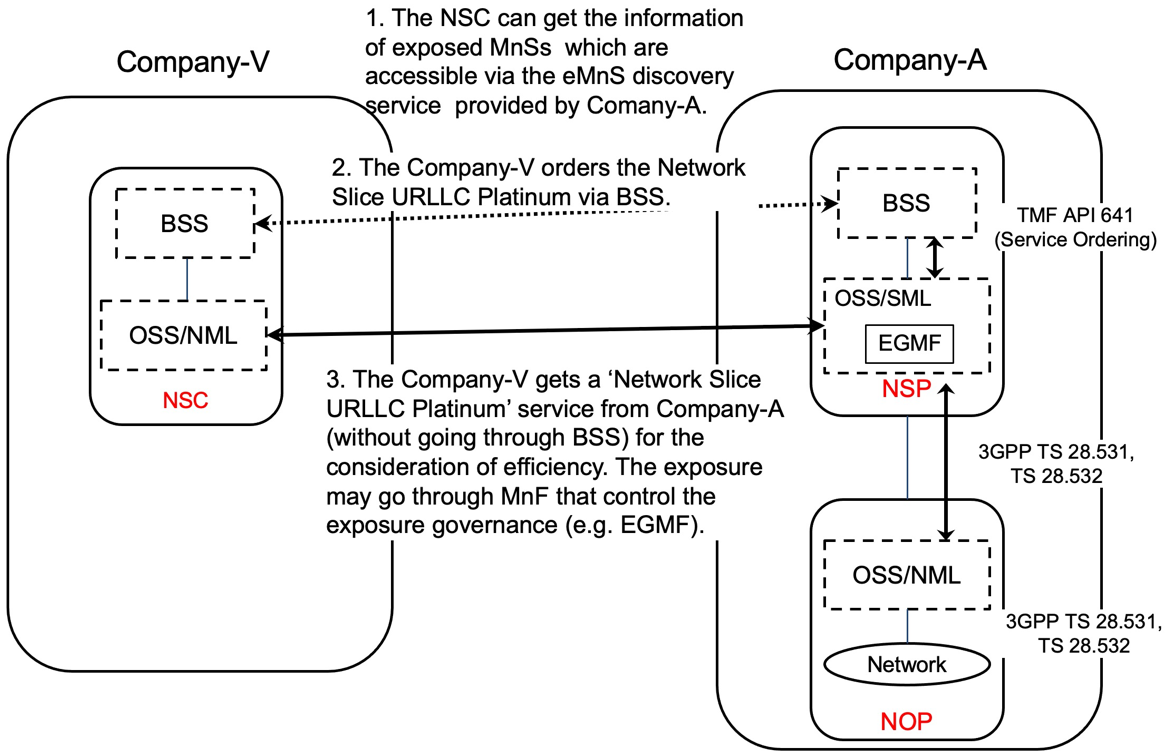 1. The NSC can get the information
of exposed MnSs which are
accessible via the eMnS discovery
service provided by Comany-A.
Company-V
Company-A
2. The Company-V orders the Network
Slice URLLC Platinum via BSS.
BSS
BSS
TMF API 641
(Service Ordering)
OSS/NML
OSS/SML
EGMF
NSC
NSP
3. The Company-V gets a ‘Network Slice
URLLC Platinum’ service from Company-A
(without going through BSS) for the
consideration of efficiency. The exposure
may go through MnF that control the
exposure governance (e.g. EGMF).
3GPP TS 28.531,
TS 28.532
OSS/NML
3GPP TS 28.531,
TS 28.532
Network
NOP